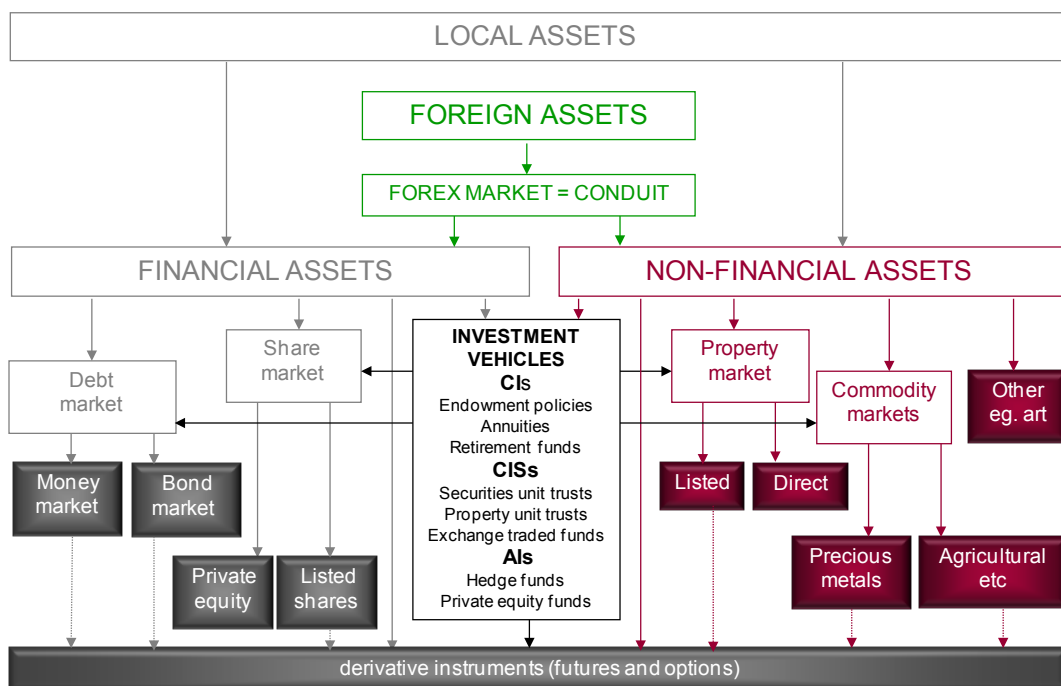 LOCAL ASSETS
FOREIGN ASSETS
FOREX MARKET = CONDUIT
FINANCIAL ASSETS
NON-FINANCIAL ASSETS
Debt
market
Share
market
INVESTMENT
VEHICLES
CIs
Endowment policies
Annuities
Retirement funds
CISs
Securities unit trusts
Property unit trusts
Exchange traded funds
AIs
Hedge funds
Private equity funds
Property
market
Commodity
markets
Other
eg. art
Money
market
Bond
market
Private
equity
Listed
shares
Listed
Direct
Precious
metals
Agricultural
etc
derivative instruments (futures and options)